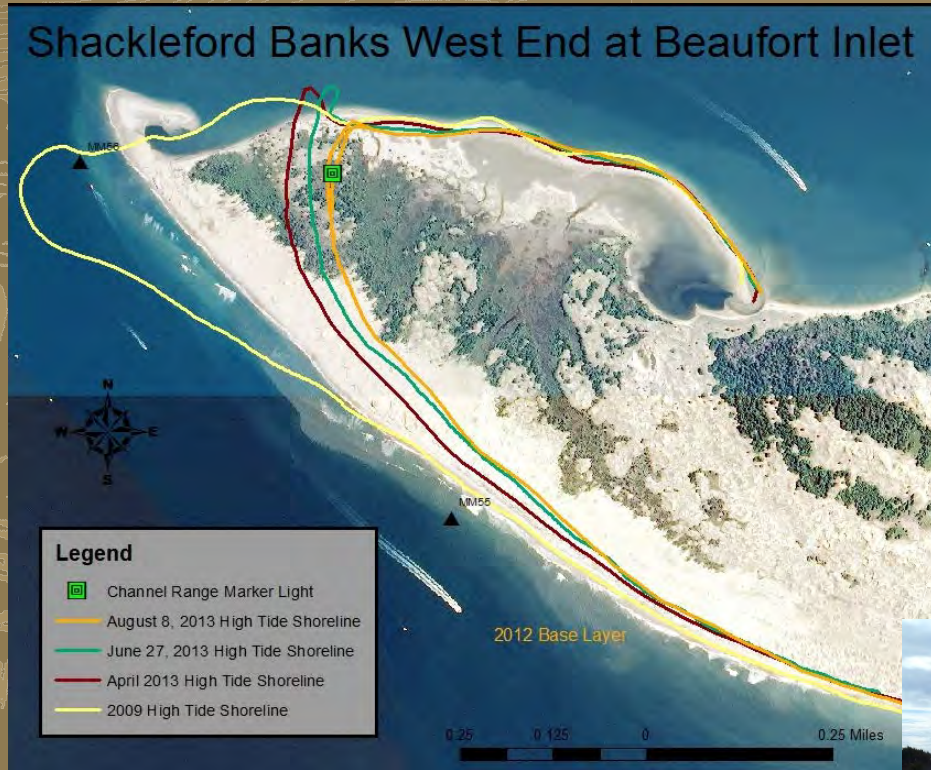 Shackleford Banks West End at Beaufort Inlet
MM56
N
W E
S
MM55
Legend
Channel Range Marker Light
August 8, 2013 High Tide Shoreline
June 27, 2013 High Tide Shoreline
April 2013 High Tide Shoreline
2009 High Tide Shoreline
2012 Base Layer
0.25 0.125 0 0.25 Miles